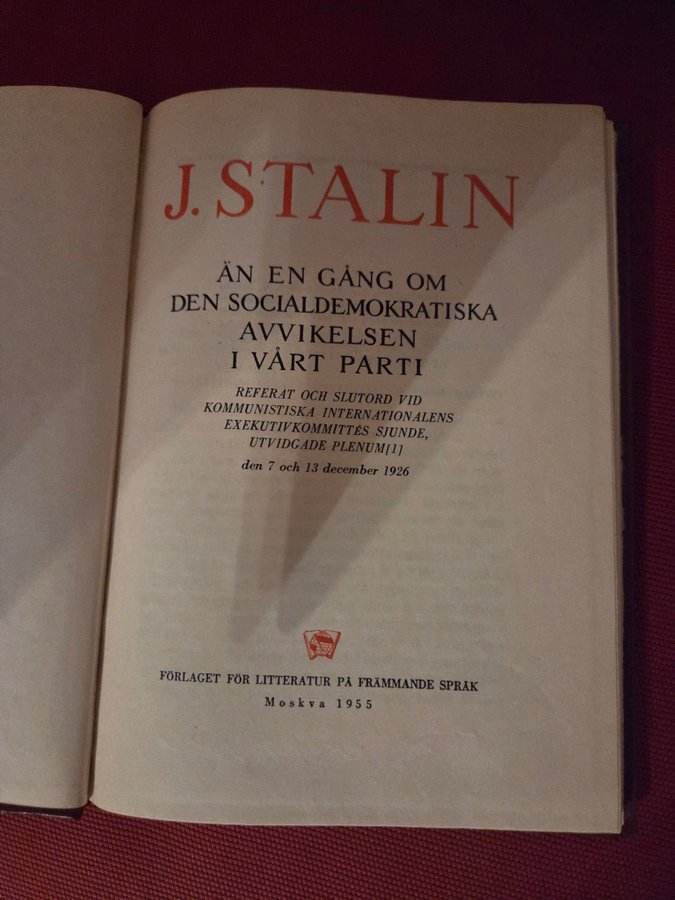 J. STALIN
ÄN EN GÅNG OM
DEN SOCIALDEMOKRATISKA
AVVIKELSEN
I VÅRT PARTI
REFERAT OCH SLUTORD VID
KOMMUNISTISKA INTERNATIONALENS
EXEKUTIVKOMMITTÉS SJUNDE,
UTVIDGADE PLENUM[1]
den 7 och 13 december 1926
FÖRLAGET FÖR LITTERATUR PÅ FRÄMMANDE SPRÅK
Moskva 1955